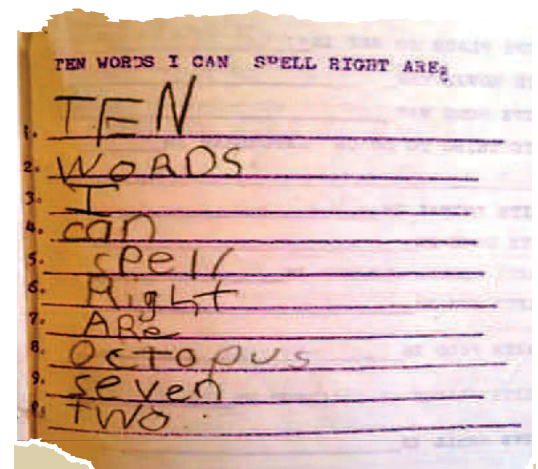 TEN WORDS I CAN SPELL RIGHT ARE:
1. TEN
2. WORDS
3. I
4. can
5. spell
6. Right
7. ARe
8. OCTOPUS
9. seven
TWO